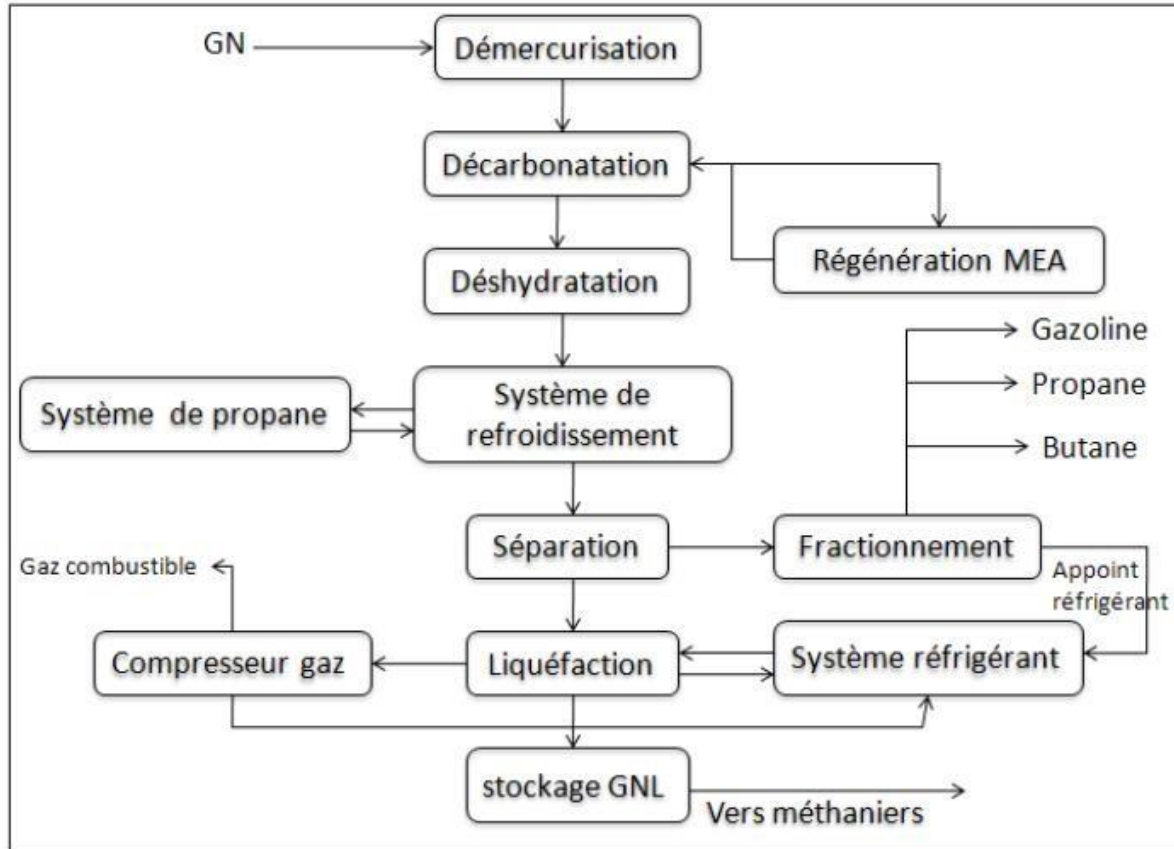 GN
Démercurisation
Décarbonatation
Régénération MEA
Déshydratation
Gazoline
Propane
Butane
Système de propane
Système de
refroidissement
Séparation
Fractionnement
Gaz combustible
Appoint
réfrigérant
Compresseur gaz
Liquéfaction
Système réfrigérant
stockage GNL
Vers méthaniers